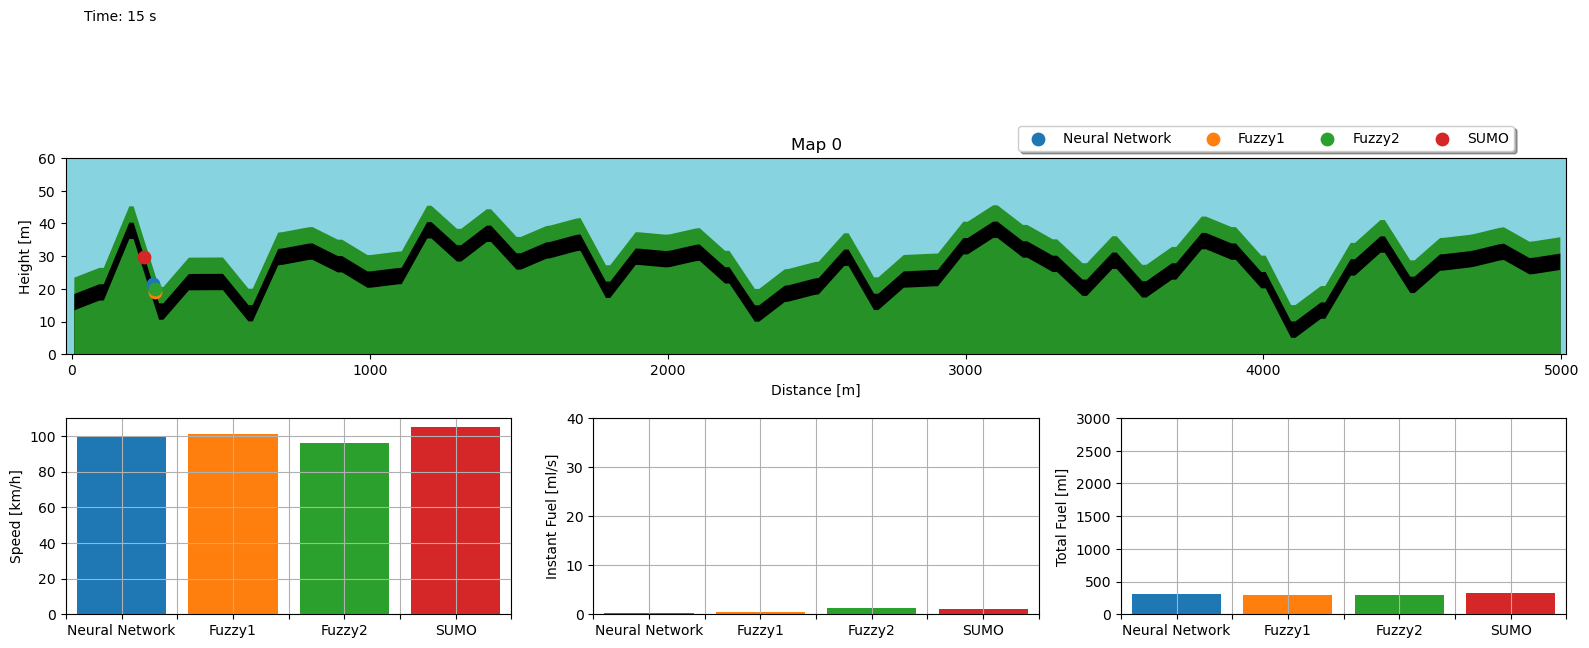 Time: 15 s
Neural Network Fuzzy1 Fuzzy2 SUMO
Map 0
Height [m]
60
50
40
30
20
10
0
0 1000 2000 3000 4000 5000
Distance [m]
Speed [km/h]
100
80
60
40
20
0
Neural Network Fuzzy1 Fuzzy2 SUMO
Instant Fuel [ml/s]
40
30
20
10
0
Neural Network Fuzzy1 Fuzzy2 SUMO
Total Fuel [ml]
3000
2500
2000
1500
1000
500
0
Neural Network Fuzzy1 Fuzzy2 SUMO